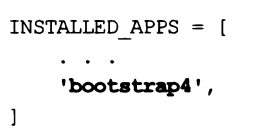 INSTALLED_APPS = [
    . . .
    'bootstrap4',
]